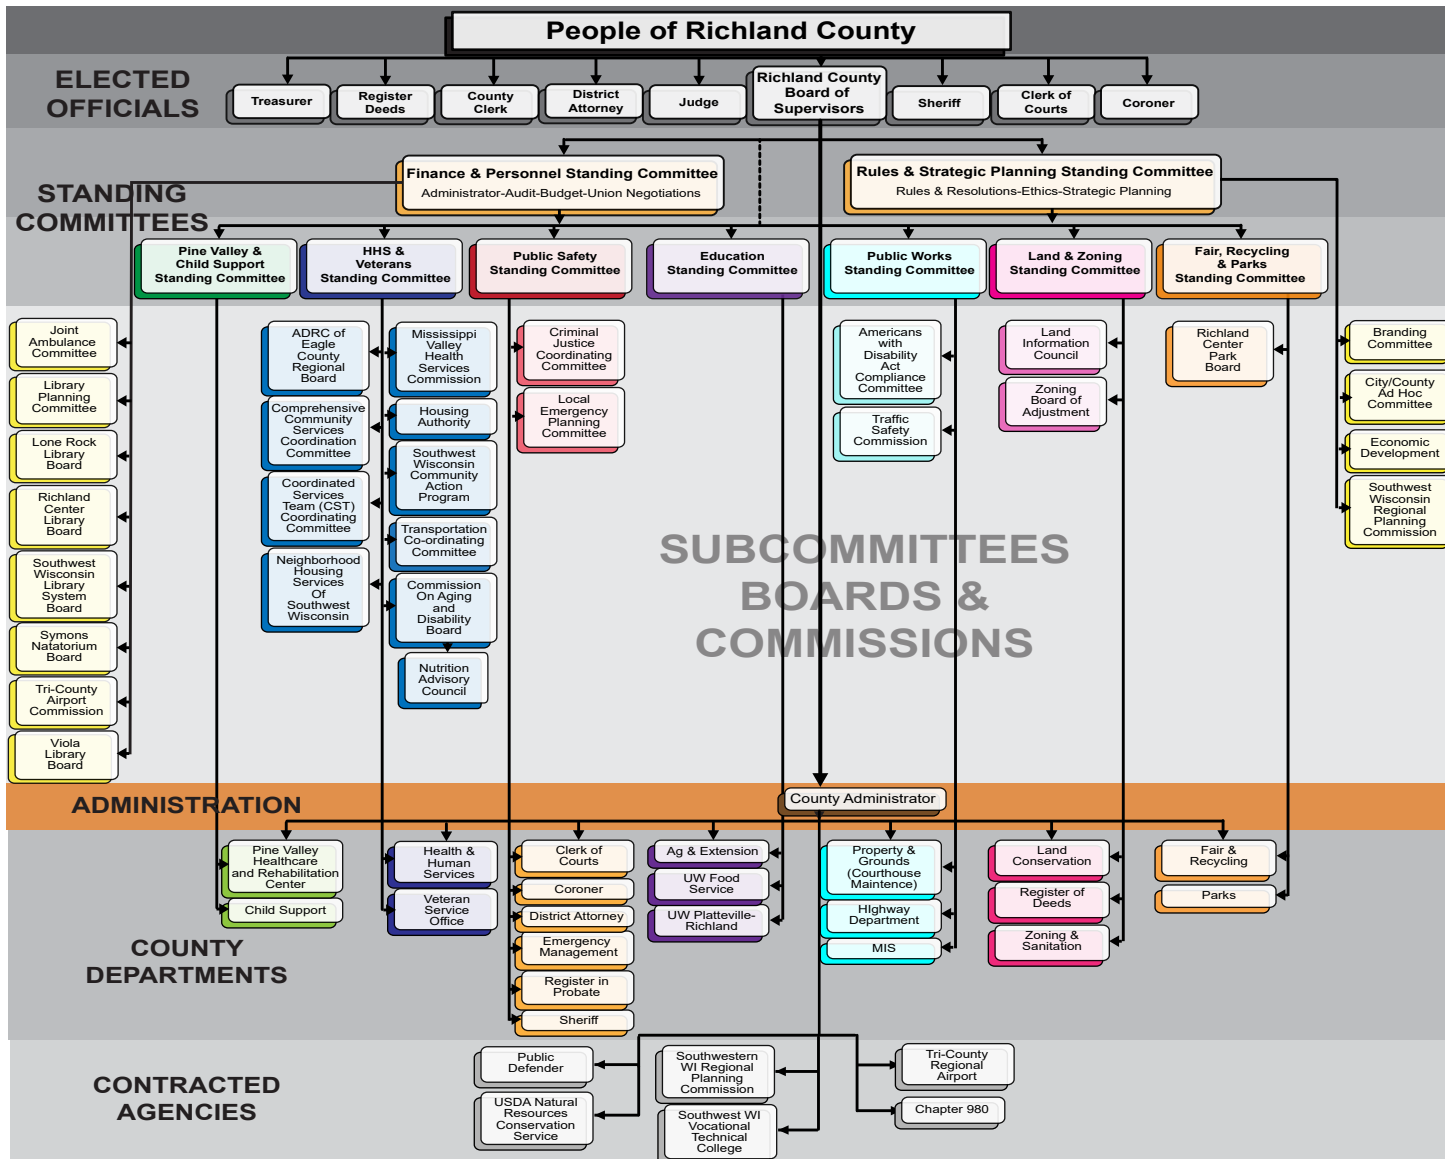 People of Richland County
ELECTED
OFFICIALS
Treasurer
Register
Deeds
County
Clerk
District
Attorney
Judge
Richland County
Board of
Supervisors
Sheriff
Clerk of
Courts
Coroner
STANDING
COMMITTEES
Finance & Personnel Standing Committee
Administrator-Audit-Budget-Union Negotiations
Rules & Strategic Planning Standing Committee
Rules & Resolutions-Ethics-Strategic Planning
Pine Valley &
Child Support
Standing Committee
HHS &
Veterans
Standing Committee
Public Safety
Standing Committee
Education
Standing Committee
Public Works
Standing Committee
Land & Zoning
Standing Committee
Fair, Recycling
& Parks
Standing Committee
Joint
Ambulance
Committee
Library
Planning
Committee
Lone Rock
Library
Board
Richland
Center
Library
Board
Southwest
Wisconsin
Library
System
Board
Symons
Natatorium
Board
Tri-County
Airport
Commission
Viola
Library
Board
ADRC of
Eagle
County
Regional
Board
Comprehensive
Community
Services
Coordination
Committee
Coordinated
Services
Team (CST)
Coordinating
Committee
Neighborhood
Housing
Services
Of
Southwest
Wisconsin
Mississippi
Valley
Health
Services
Commission
Housing
Authority
Southwest
Wisconsin
Community
Action
Program
Transportation
Co-ordinating
Committee
Commission
On Aging
and
Disability
Board
Nutrition
Advisory
Council
Criminal
Justice
Coordinating
Committee
Local
Emergency
Planning
Committee
Americans
with
Disability
Act
Compliance
Committee
Traffic
Safety
Commission
Land
Information
Council
Zoning
Board of
Adjustment
Richland
Center
Park
Board
Branding
Committee
City/County
Ad Hoc
Committee
Economic
Development
Southwest
Wisconsin
Regional
Planning
Commission
SUBCOMMITTEES
BOARDS &
COMMISSIONS
ADMINISTRATION
County Administrator
COUNTY
DEPARTMENTS
Pine Valley
Healthcare
and Rehabilitation
Center
Child Support
Health &
Human
Services
Veteran
Service
Office
Clerk of
Courts
Coroner
District Attorney
Emergency
Management
Register in
Probate
Sheriff
Ag & Extension
UW Food
Service
UW Platteville-
Richland
Property &
Grounds
(Courthouse
Maintence)
HIghway
Department
MIS
Land
Conservation
Register of
Deeds
Zoning &
Sanitation
Fair &
Recycling
Parks
CONTRACTED
AGENCIES
Public
Defender
USDA Natural
Resources
Conservation
Service
Southwestern
WI Regional
Planning
Commission
Southwest WI
Vocational
Technical
College
Tri-County
Regional
Airport
Chapter 980